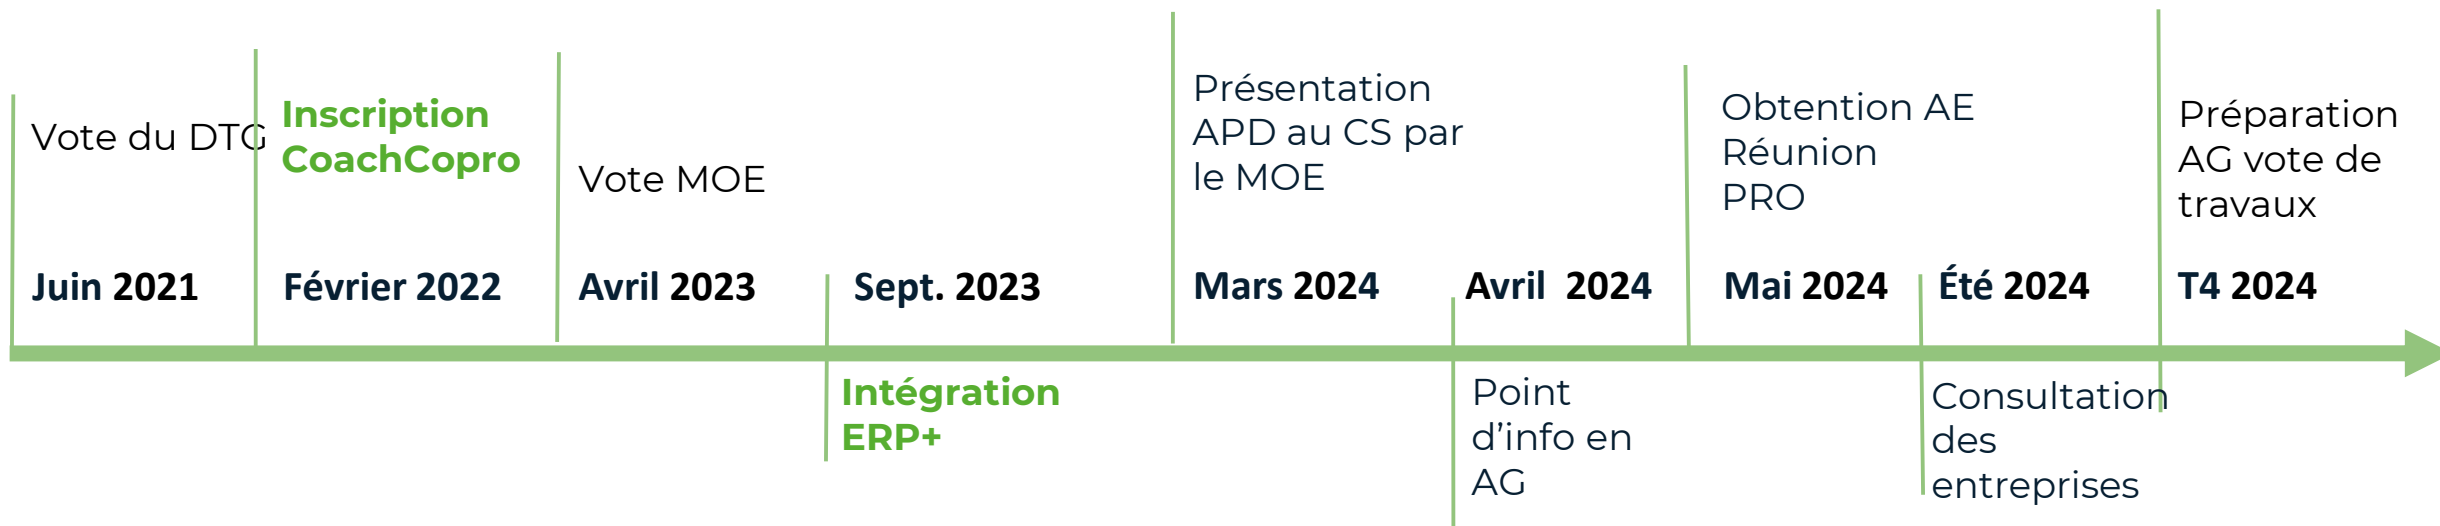 Vote du DTG
Juin 2021
Inscription
CoachCopro
Février 2022
Vote MOE
Avril 2023
Sept. 2023
Intégration
ERP+
Présentation
APD au CS par
le MOE
Mars 2024
Avril 2024
Point
d’info en
AG
Obtention AE
Réunion
PRO
Mai 2024
Été 2024
Consultation
des
entreprises
Préparation
AG vote de
travaux
T4 2024